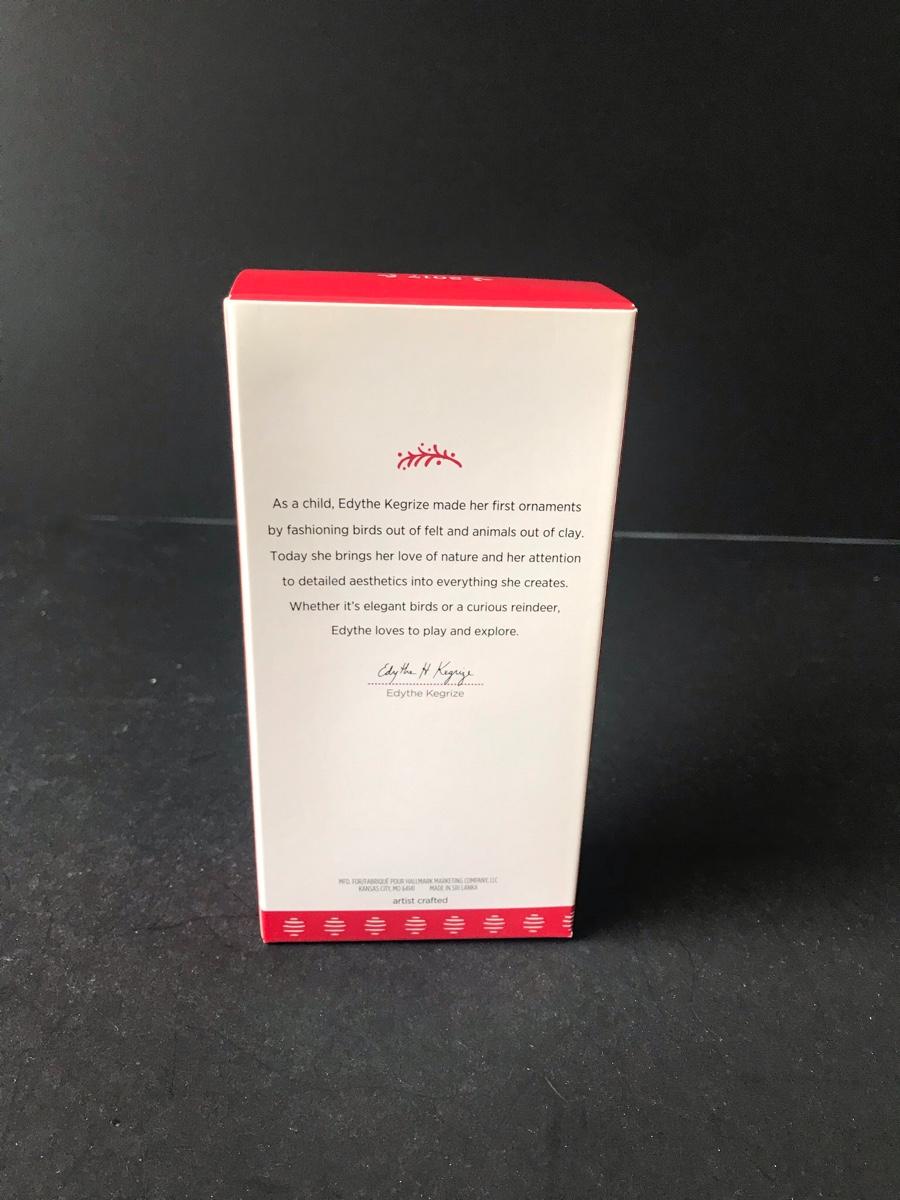 2017
As a child, Edythe Kegrize made her first ornaments
by fashioning birds out of felt and animals out of clay.
Today she brings her love of nature and her attention
to detailed aesthetics into everything she creates.
Whether it's elegant birds or a curious reindeer,
Edythe loves to play and explore.
Edythe H Kegrize
Edythe Kegrize
MFD. FOR/FABRIQUÉ POUR HALLMARK MARKETING COMPANY, LLC
KANSAS CITY, MO 64141 MADE IN SRI LANKA
artist crafted